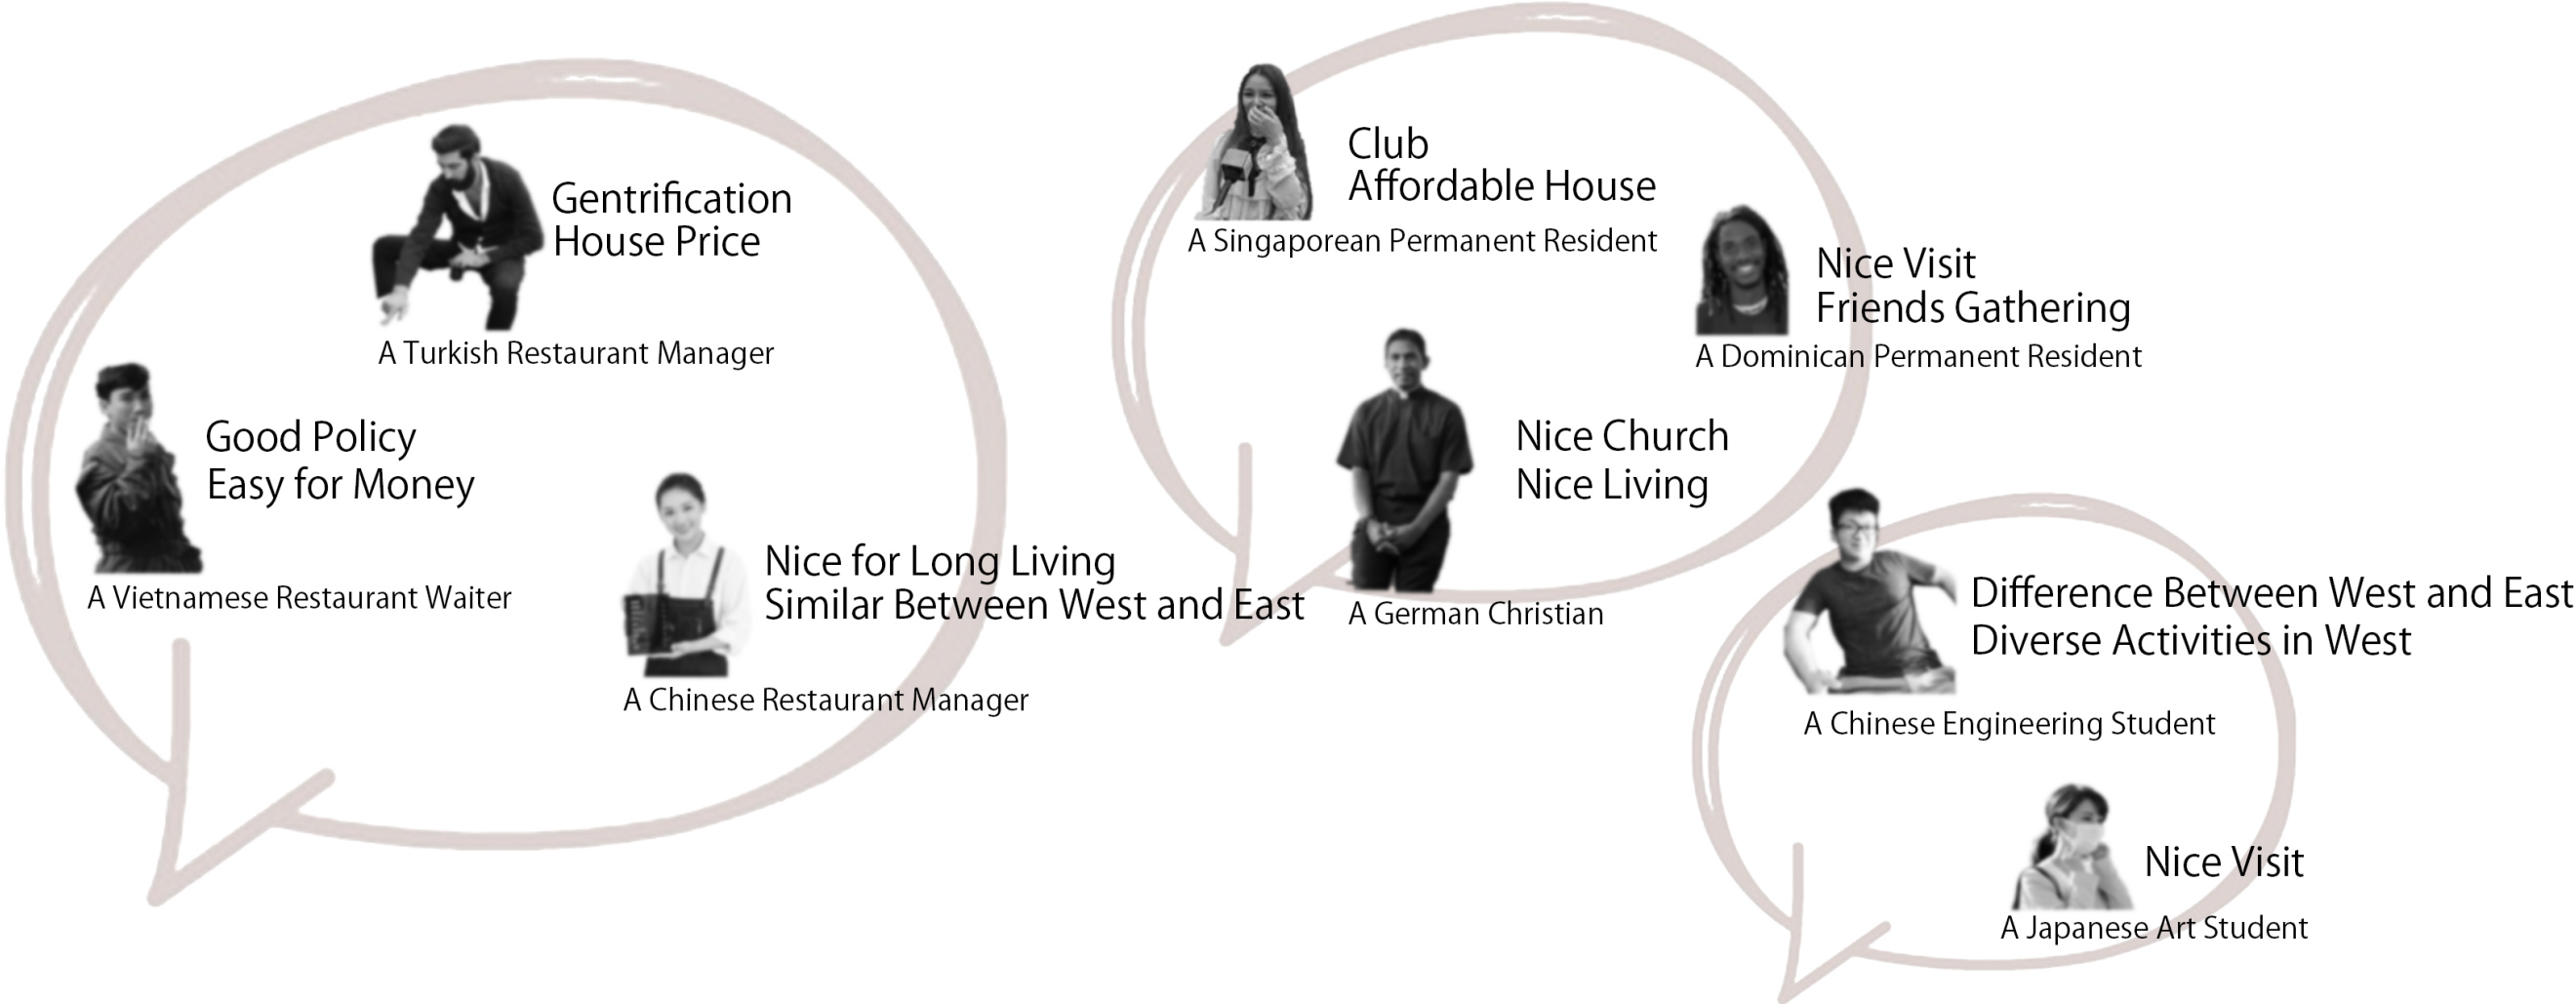 Gentrification
House Price
A Turkish Restaurant Manager
Good Policy
Easy for Money
A Vietnamese Restaurant Waiter
Nice for Long Living
Similar Between West and East
A Chinese Restaurant Manager
Club
Affordable House
A Singaporean Permanent Resident
Nice Visit
Friends Gathering
A Dominican Permanent Resident
Nice Church
Nice Living
A German Christian
Difference Between West and East
Diverse Activities in West
A Chinese Engineering Student
Nice Visit
A Japanese Art Student